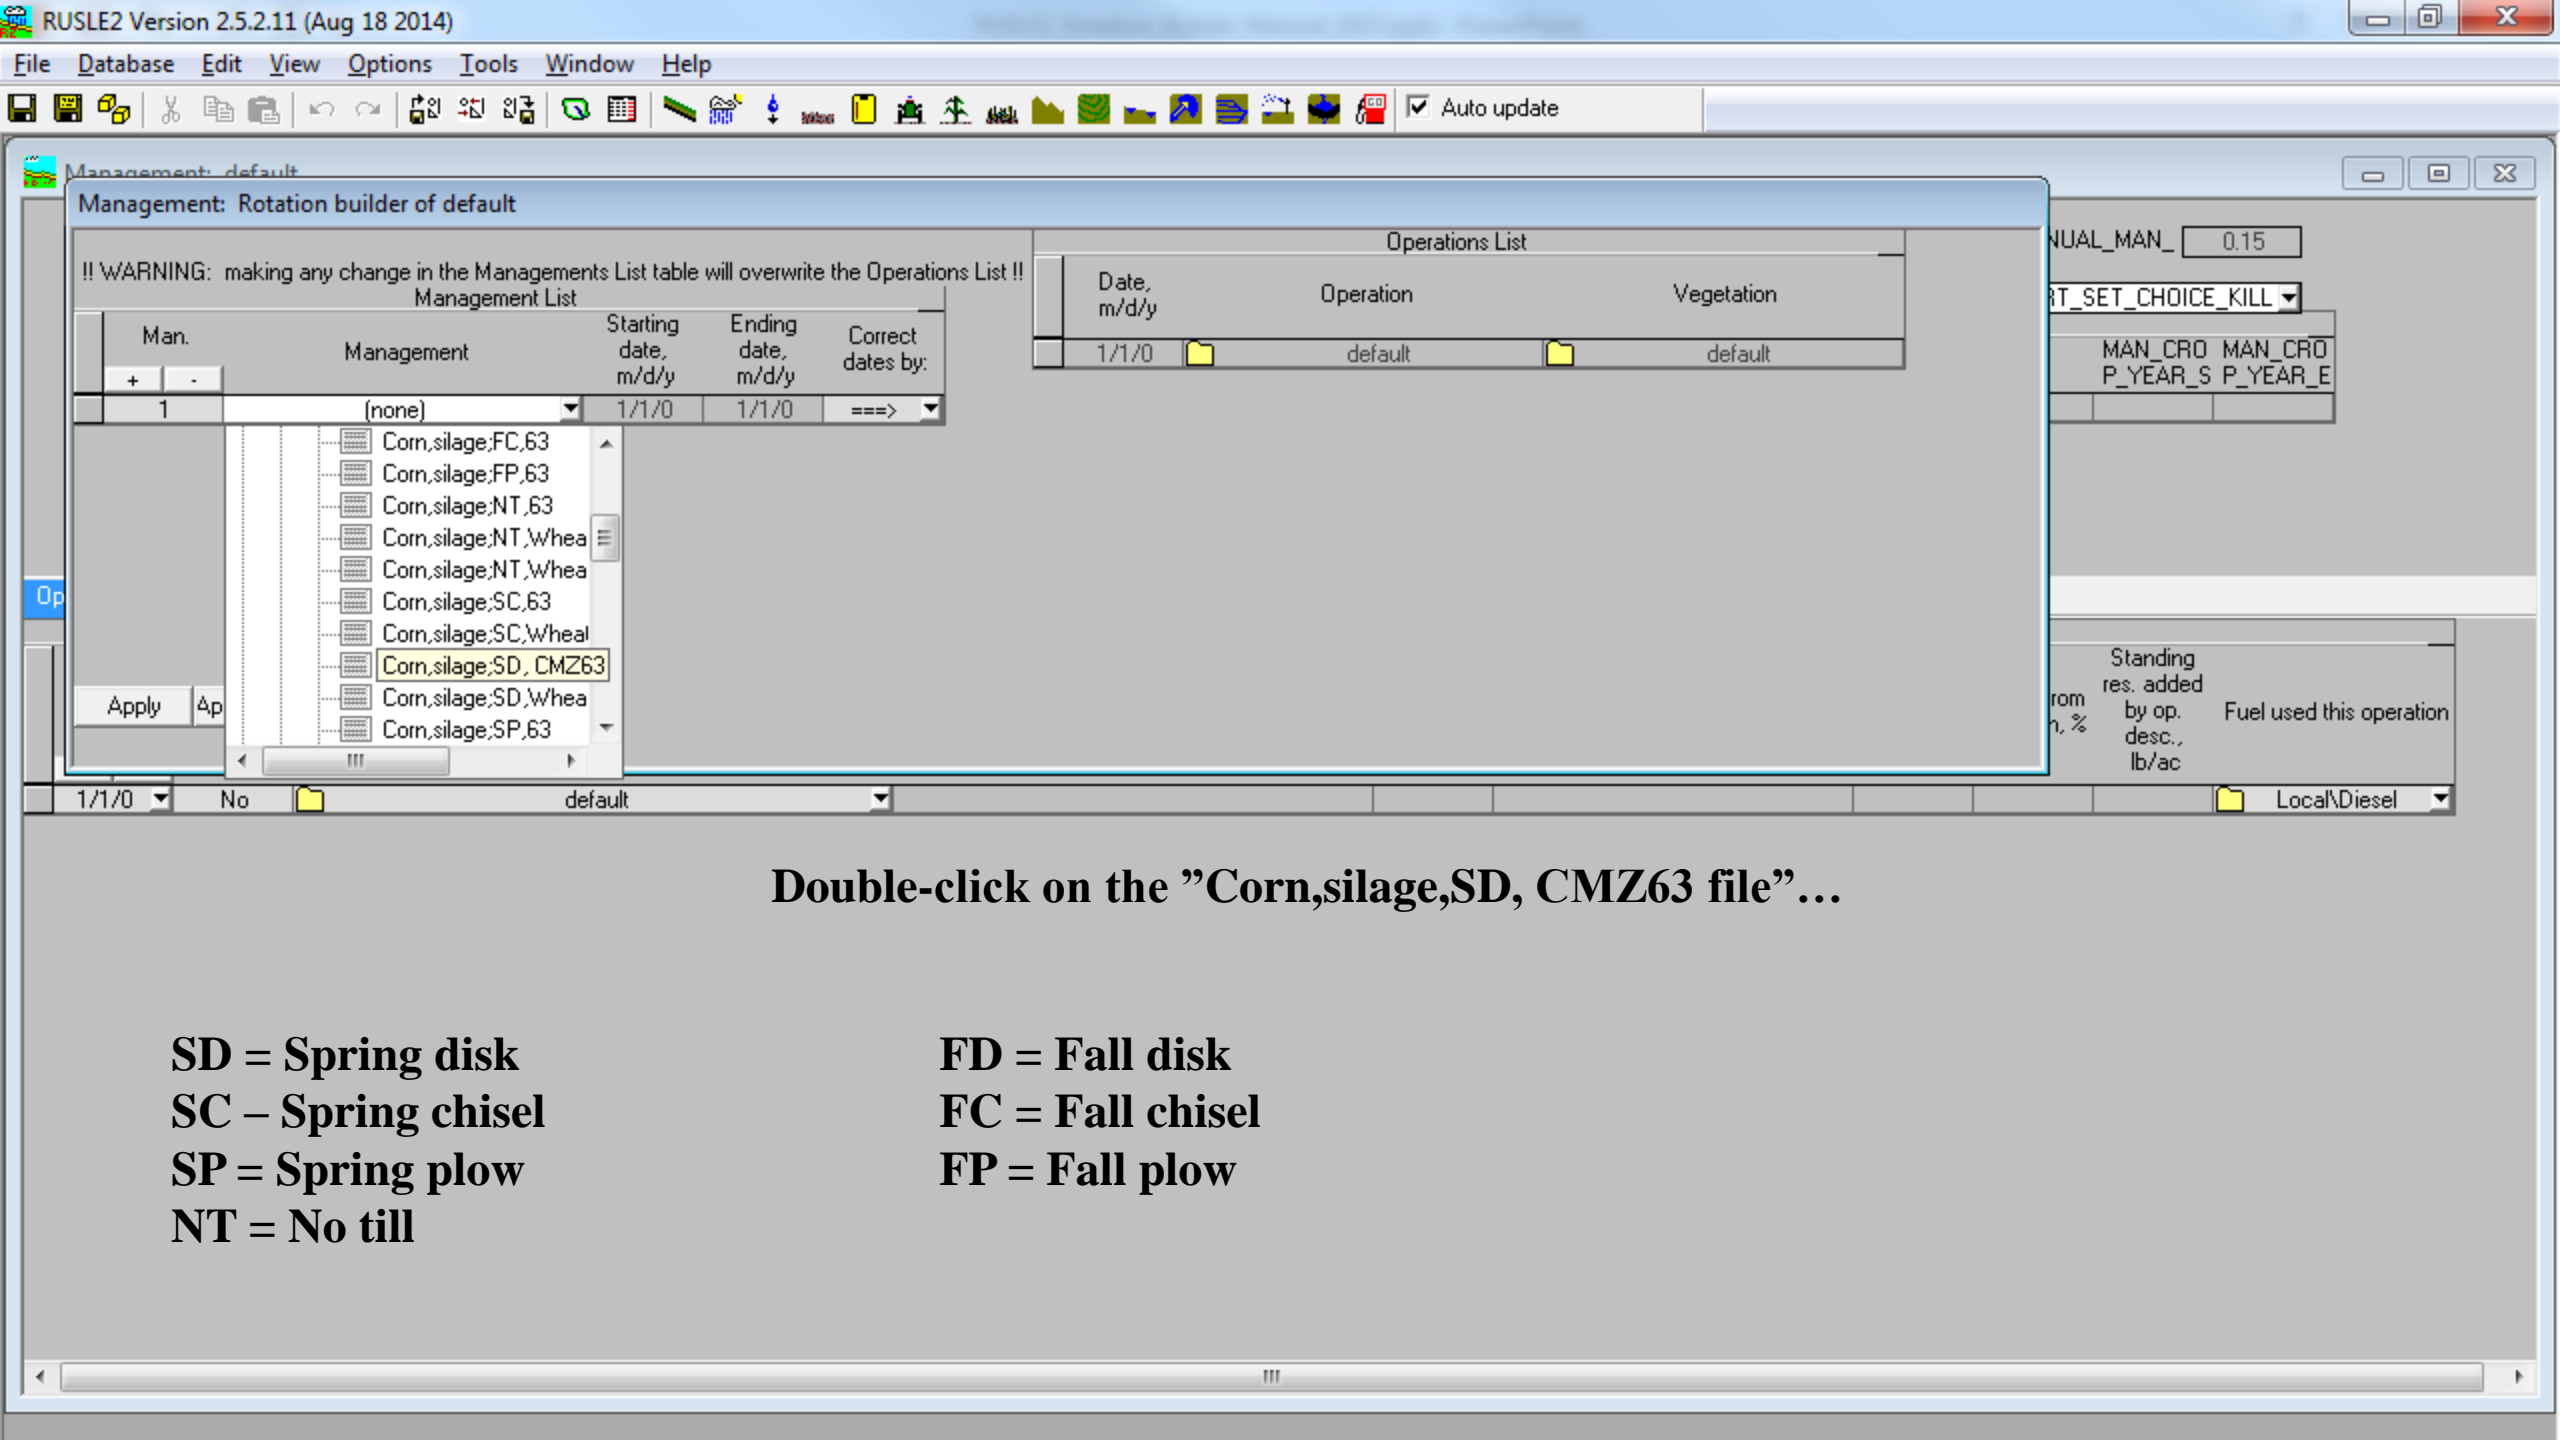 RUSLE2 Version 2.5.2.11 (Aug 18 2014)
File Database Edit View Options Tools Window Help
Auto update
Management: default
Management: Rotation builder of default
!! WARNING: making any change in the Managements List table will overwrite the Operations List !!
Management List
Man.
+ -
Management
Starting date, m/d/y
Ending date, m/d/y
Correct dates by:
1 (none) 1/1/0 1/1/0 ===>
Corn,silage;FC,63
Corn,silage;FP,63
Corn,silage;NT,63
Corn,silage;NT,Whea
Corn,silage;NT,Whea
Corn,silage;SC,63
Corn,silage;SC,Wheat
Corn,silage;SD, CMZ63
Corn,silage;SD,Whea
Corn,silage;SP,63
Apply Ap
Operations List
Date, m/d/y
Operation
Vegetation
1/1/0 default default
NUAL_MAN_ 0.15
RT_SET_CHOICE_KILL
MAN_CRO MAN_CRO
P_YEAR_S P_YEAR_E
Op
rom
n, %
Standing
res. added
by op.
desc.,
lb/ac
Fuel used this operation
1/1/0 No default Local\Diesel
Double-click on the ”Corn,silage,SD, CMZ63 file”…
SD = Spring disk
SC – Spring chisel
SP = Spring plow
NT = No till
FD = Fall disk
FC = Fall chisel
FP = Fall plow